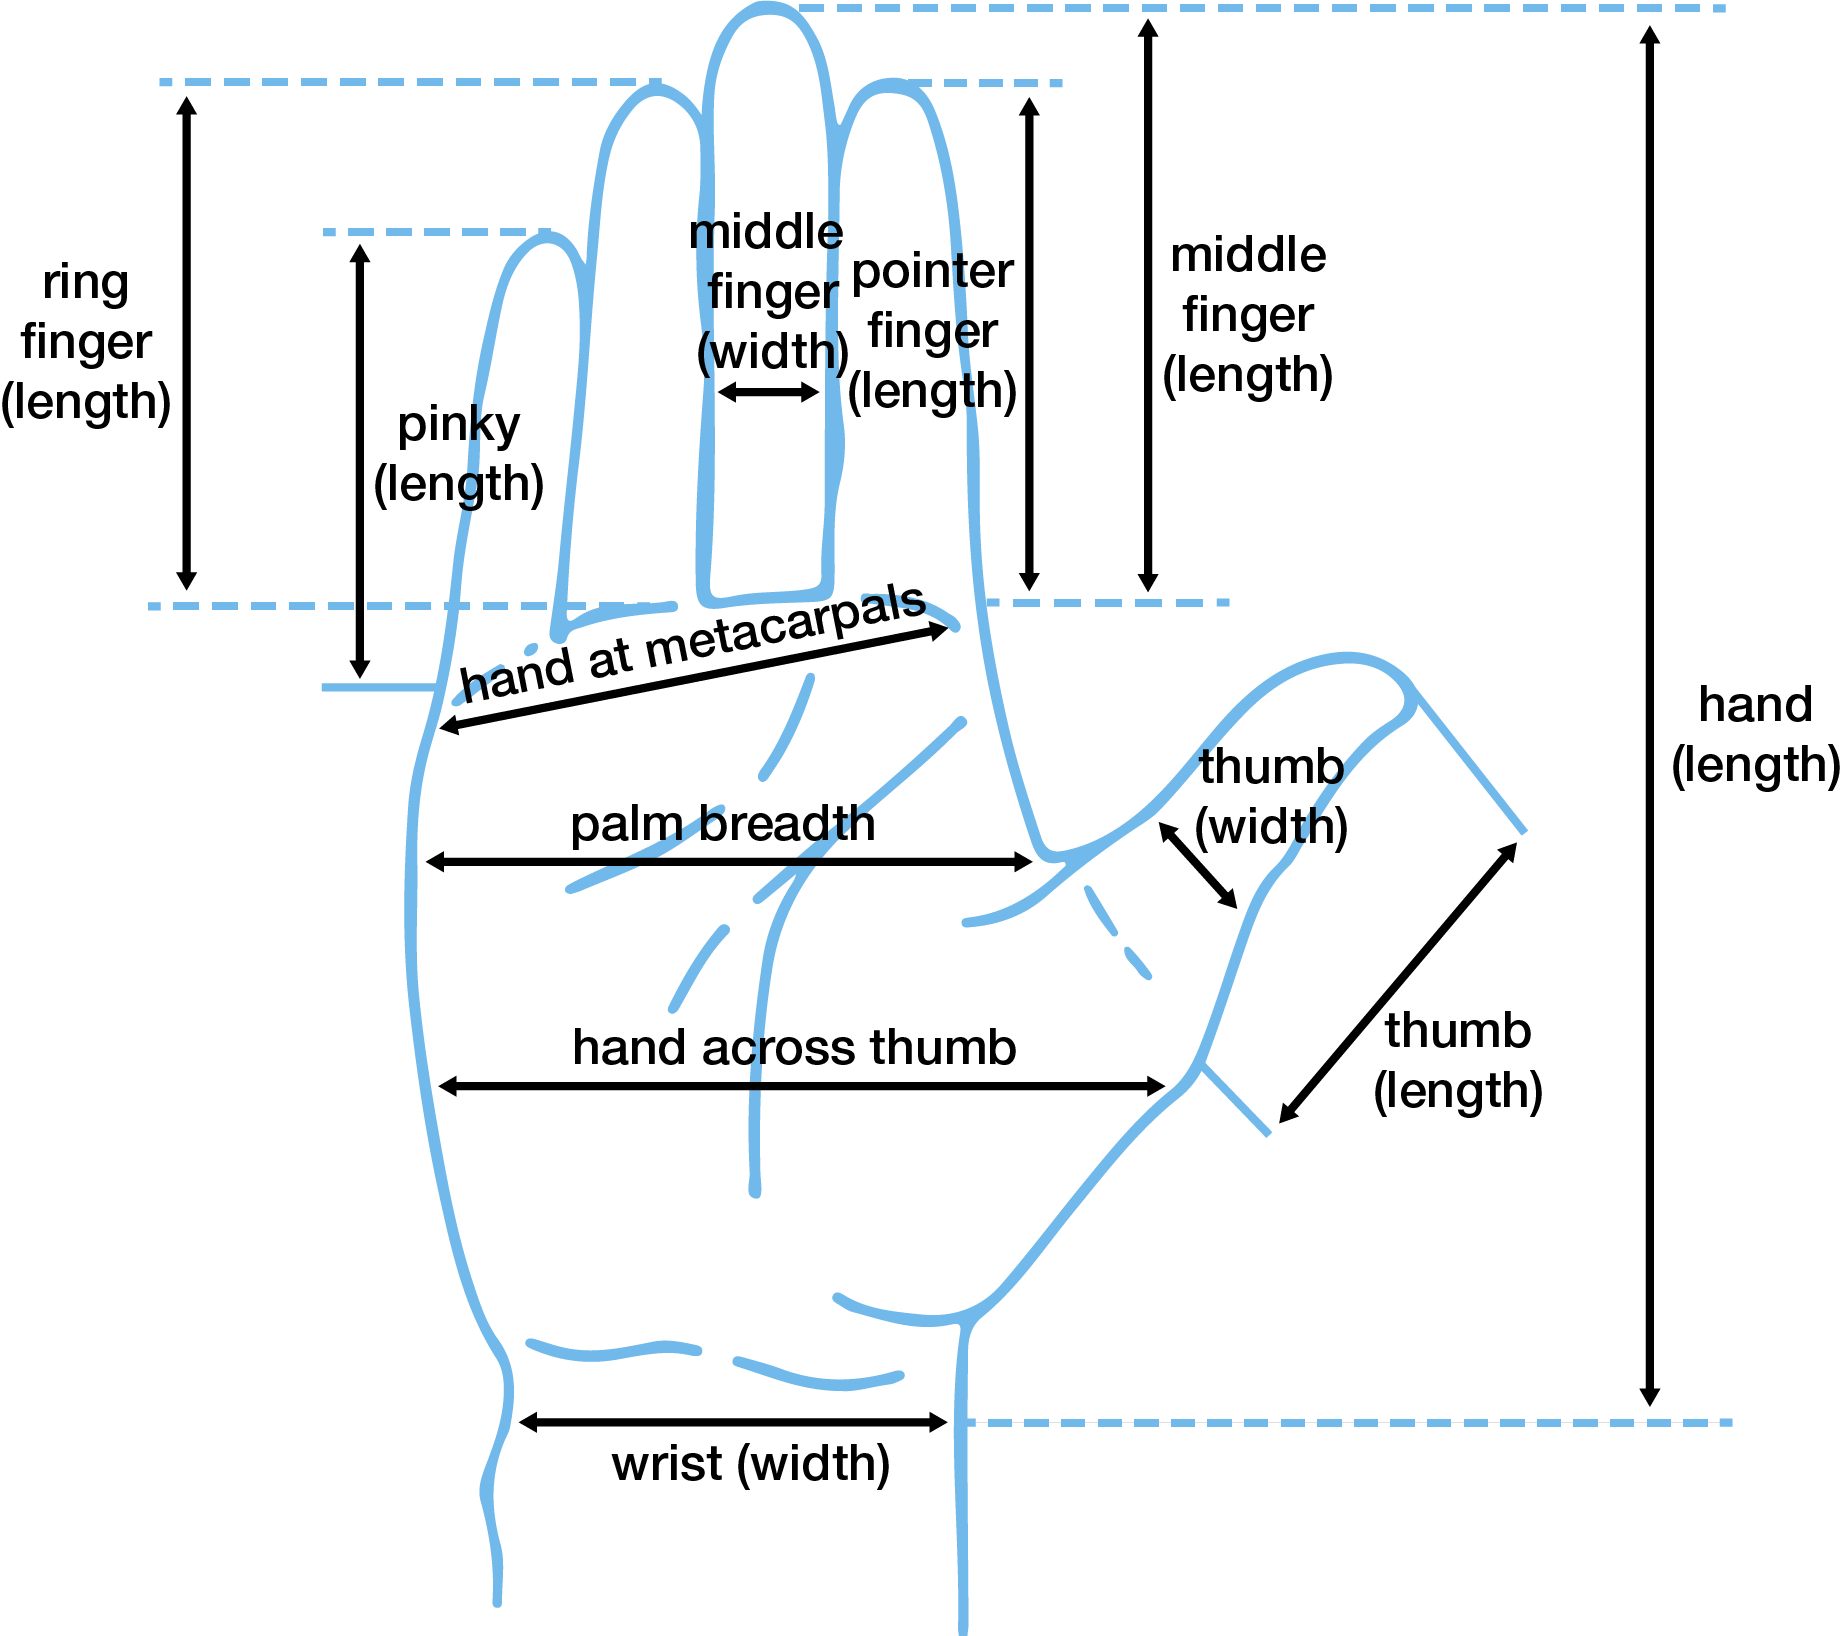 middle
finger
(width)
pointer
finger
(length)
middle
finger
(length)
ring
finger
(length)
pinky
(length)
hand at metacarpals
hand
(length)
thumb
(width)
palm breadth
hand across thumb
thumb
(length)
wrist (width)